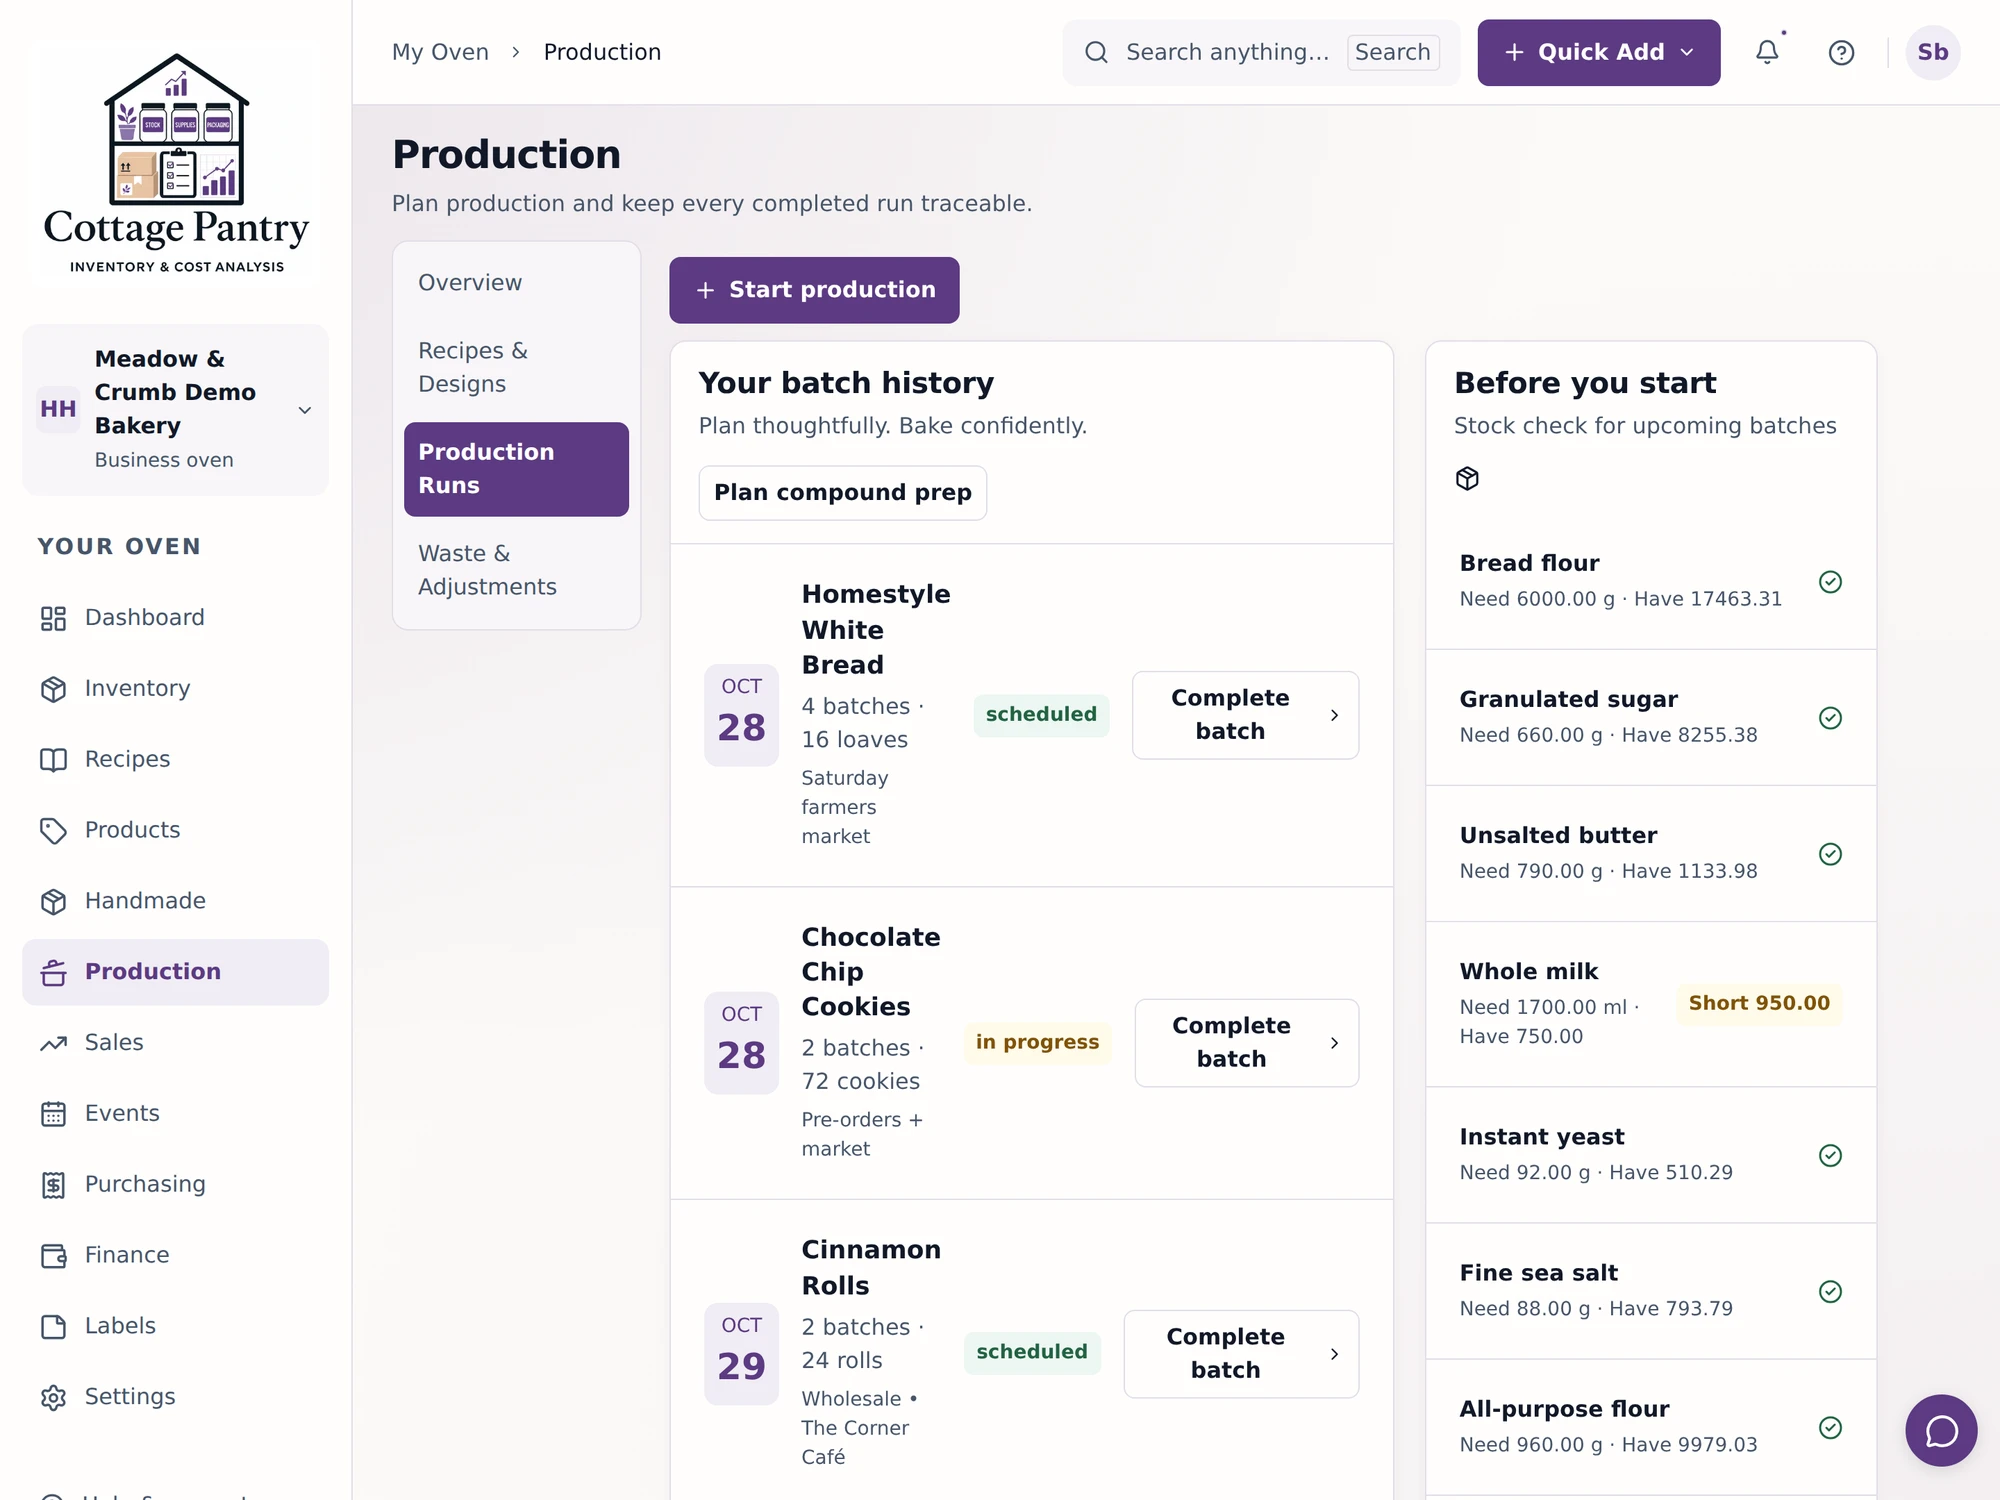 STOCK
SUPPLIES
PACKAGING
Cottage Pantry
INVENTORY & COST ANALYSIS
HH
Meadow &
Crumb Demo
Bakery
Business oven
YOUR OVEN
Dashboard
Inventory
Recipes
Products
Handmade
Production
Sales
Events
Purchasing
Finance
Labels
Settings
My Oven
Production
Search anything...
Search
Quick Add
Sb
Production
Plan production and keep every completed run traceable.
Overview
Recipes &
Designs
Production
Runs
Waste &
Adjustments
Start production
Your batch history
Plan thoughtfully. Bake confidently.
Plan compound prep
OCT
28
Homestyle
White
Bread
4 batches ·
16 loaves
Saturday
farmers
market
scheduled
Complete
batch
OCT
28
Chocolate
Chip
Cookies
2 batches ·
72 cookies
Pre-orders +
market
in progress
Complete
batch
OCT
29
Cinnamon
Rolls
2 batches ·
24 rolls
Wholesale •
The Corner
Café
scheduled
Complete
batch
Before you start
Stock check for upcoming batches
Bread flour
Need 6000.00 g · Have 17463.31
Granulated sugar
Need 660.00 g · Have 8255.38
Unsalted butter
Need 790.00 g · Have 1133.98
Whole milk
Need 1700.00 ml ·
Have 750.00
Short 950.00
Instant yeast
Need 92.00 g · Have 510.29
Fine sea salt
Need 88.00 g · Have 793.79
All-purpose flour
Need 960.00 g · Have 9979.03